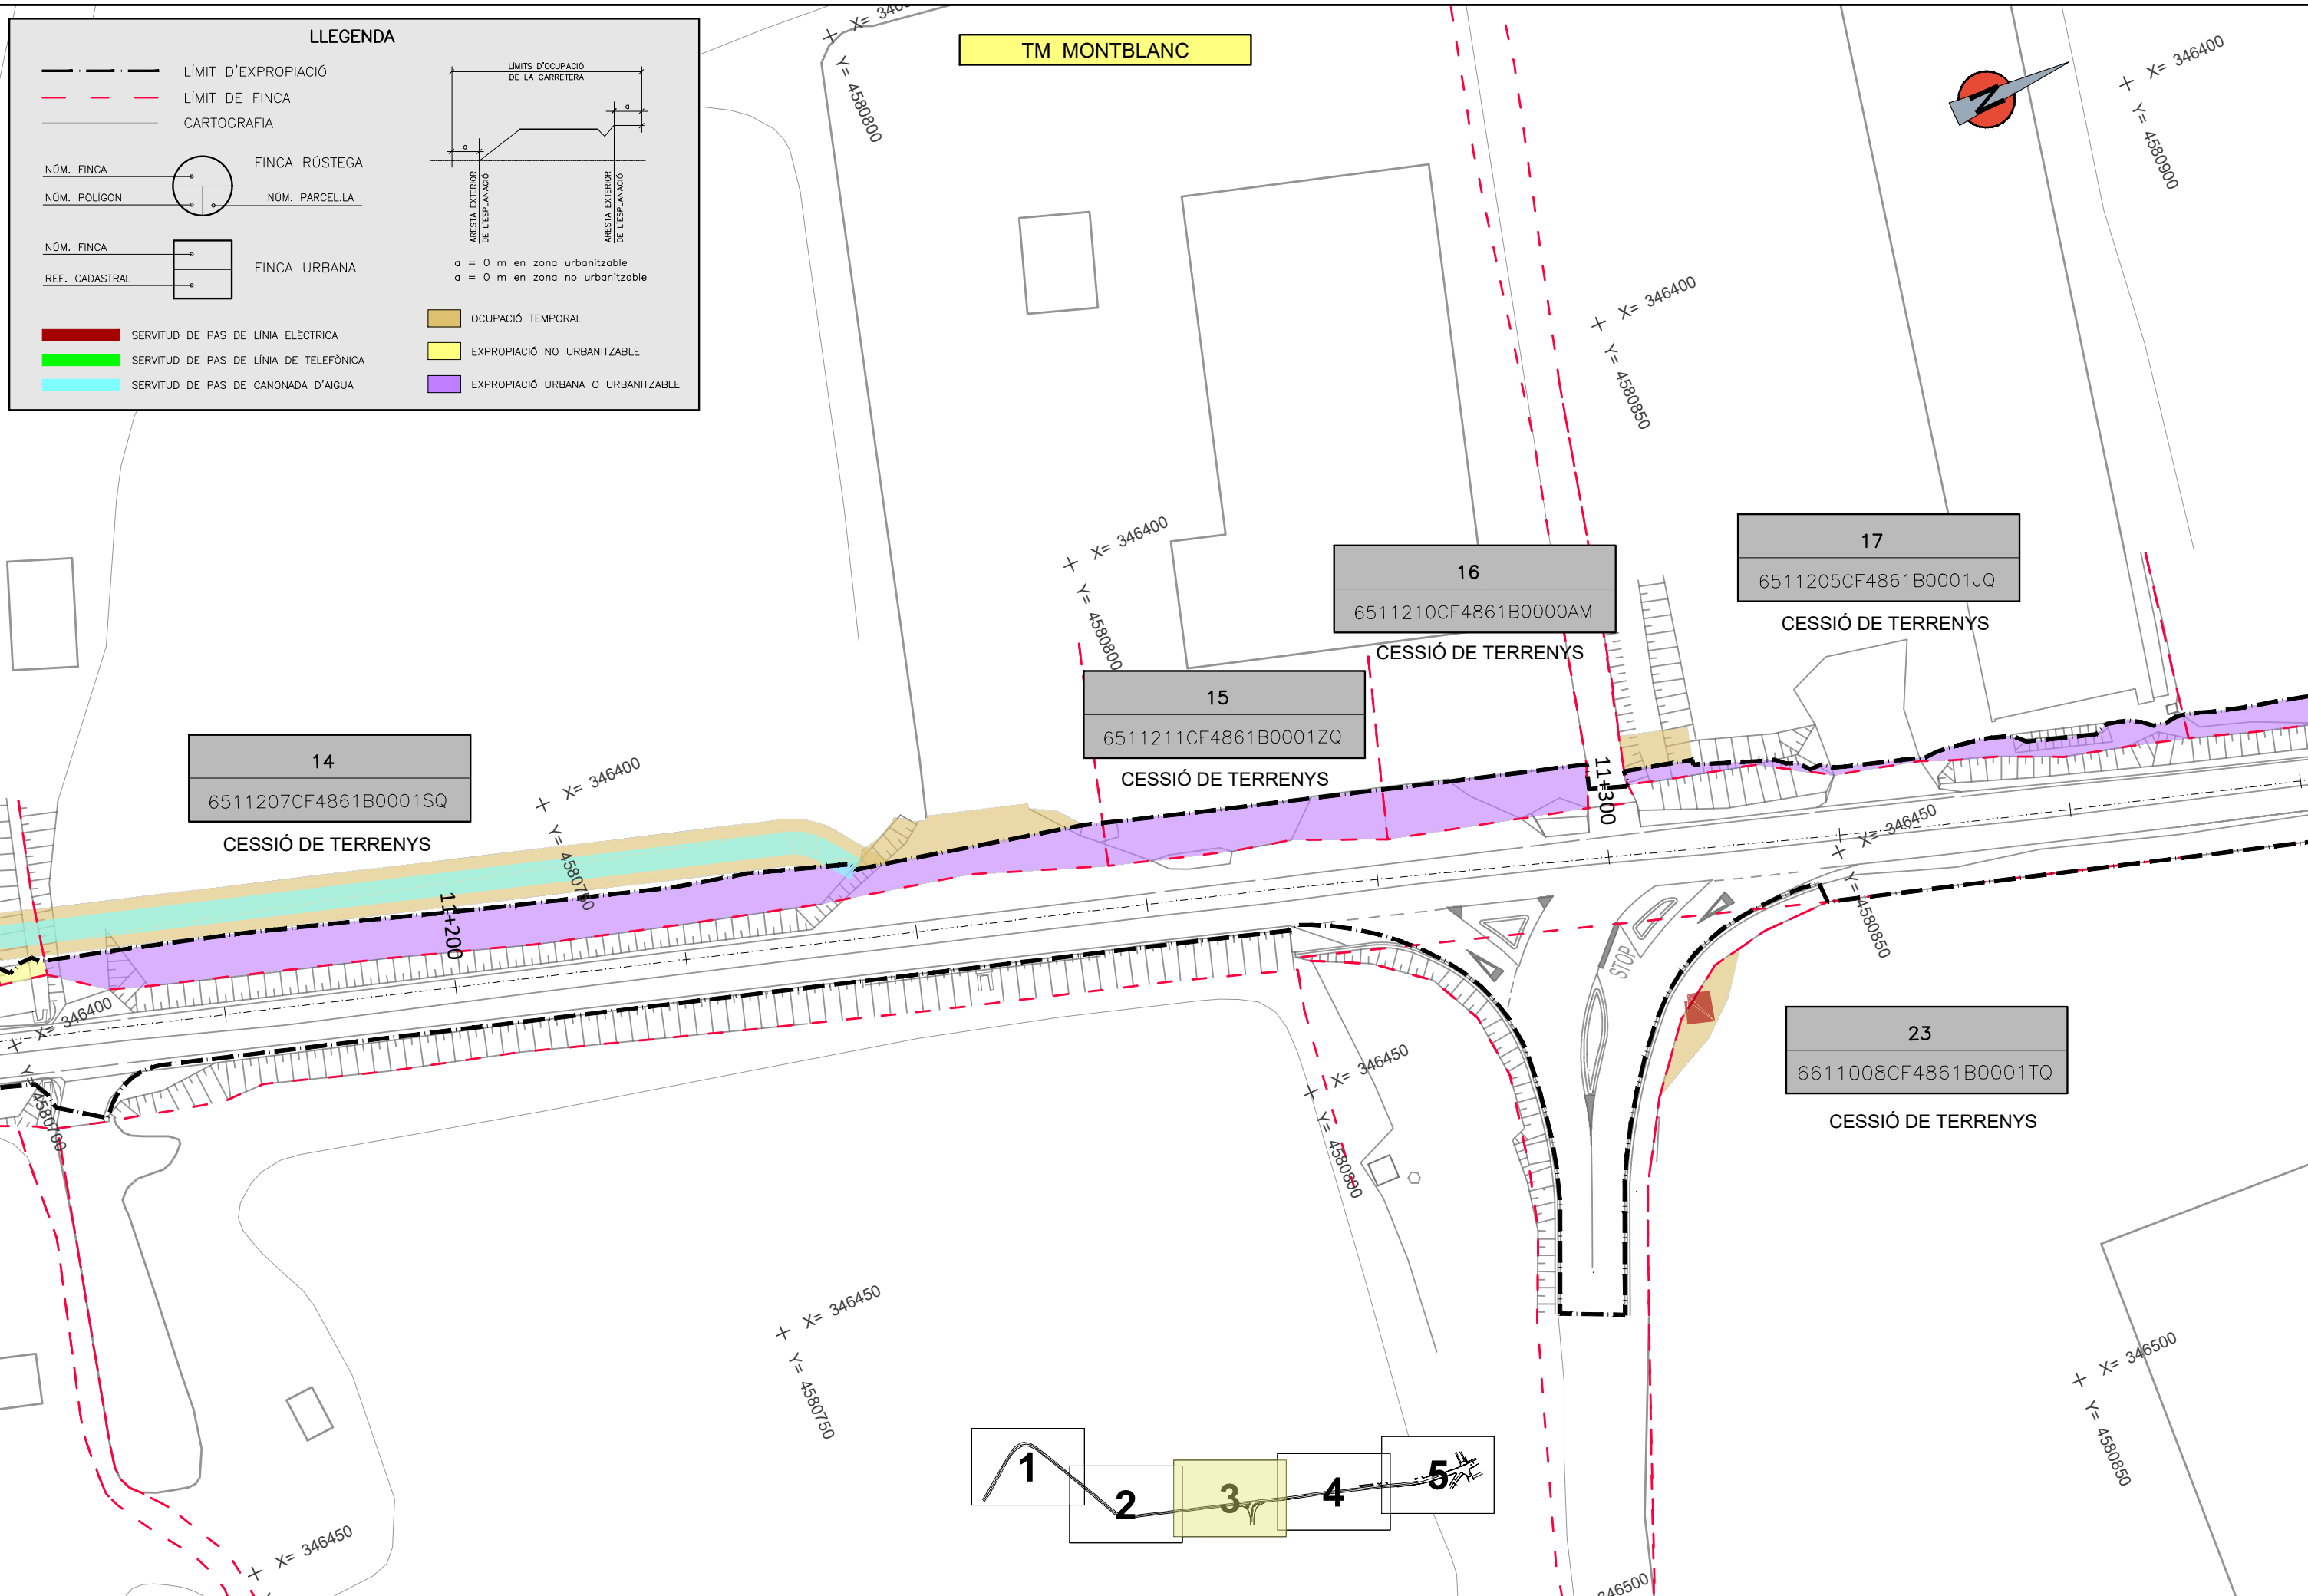 LLEGENDA
LÍMIT D'EXPROPIACIÓ
LÍMIT DE FINCA
CARTOGRAFIA
NÚM. FINCA
NÚM. POLÍGON
NÚM. PARCEL.LA
FINCA RÚSTEGA
NÚM. FINCA
REF. CADASTRAL
FINCA URBANA
SERVITUD DE PAS DE LÍNIA ELÈCTRICA
SERVITUD DE PAS DE LÍNIA DE TELEFÒNICA
SERVITUD DE PAS DE CANONADA D'AIGUA
LÍMITS D'OCUPACIÓ
DE LA CARRETERA
a
a
ARESTA EXTERIOR
DE L'ESPLANACIÓ
ARESTA EXTERIOR
DE L'ESPLANACIÓ
a = 0 m en zona urbanitzable
a = 0 m en zona no urbanitzable
OCUPACIÓ TEMPORAL
EXPROPIACIÓ NO URBANITZABLE
EXPROPIACIÓ URBANA O URBANITZABLE
TM MONTBLANC
N
Y= 4580800
X= 346400
Y= 4580900
X= 346400
Y= 4580850
X= 346400
Y= 4580800
17
6511205CF4861B0001JQ
CESSIÓ DE TERRENYS
16
6511210CF4861B0000AM
CESSIÓ DE TERRENYS
15
6511211CF4861B0001ZQ
CESSIÓ DE TERRENYS
14
6511207CF4861B0001SQ
CESSIÓ DE TERRENYS
X= 346400
Y= 4580750
11+300
11+200
X= 346450
Y= 4580850
STOP
X= 346400
Y= 4580700
23
6611008CF4861B0001TQ
CESSIÓ DE TERRENYS
X= 346450
Y= 4580800
X= 346450
Y= 4580750
X= 346500
Y= 4580850
1
2
3
4
5
X= 346450
346500